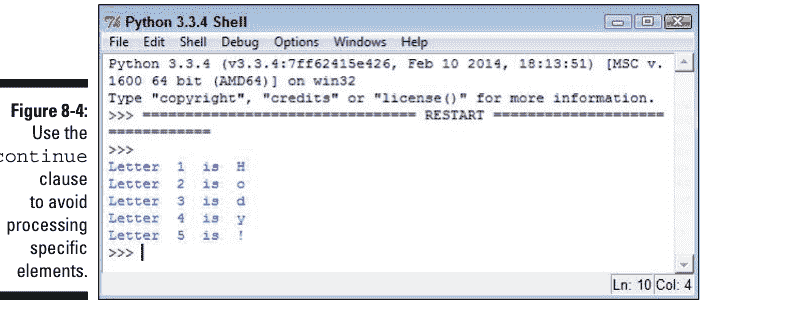 Figure 8-4:
Use the
continue
clause
to avoid
processing
specific
elements.
Python 3.3.4 Shell
File Edit Shell Debug Options Windows Help
Python 3.3.4 (v3.3.4:7ff62415e426, Feb 10 2014, 18:13:51) [MSC v.
1600 64 bit (AMD64)] on win32
Type "copyright", "credits" or "license()" for more information.
>>> ================================ RESTART ====================
============
>>>
Letter 1 is H
Letter 2 is o
Letter 3 is d
Letter 4 is y
Letter 5 is !
>>>
Ln: 10 Col: 4